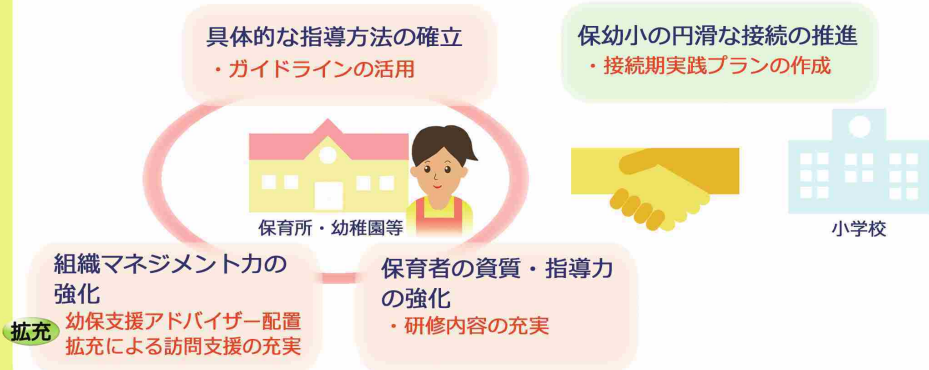 具体的な指導方法の確立
・ガイドラインの活用
保幼小の円滑な接続の推進
・接続期実践プランの作成
保育所・幼稚園等
小学校
組織マネジメント力の
強化
拡充
幼保支援アドバイザー配置
拡充による訪問支援の充実
保育者の資質・指導力
の強化
・研修内容の充実